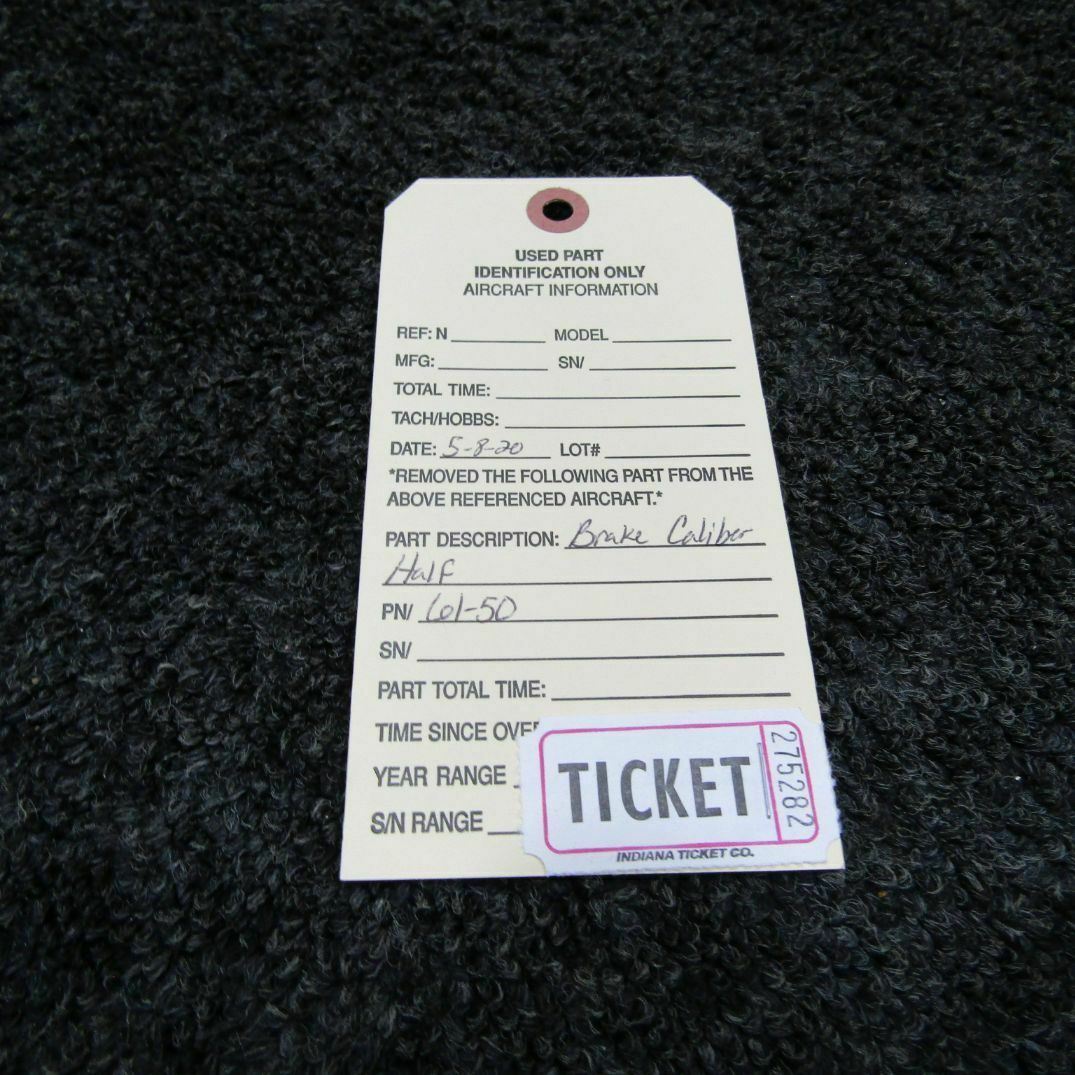 USED PART
IDENTIFICATION ONLY
AIRCRAFT INFORMATION
REF: N MODEL
MFG: SN/
TOTAL TIME:
TACH/HOBBS:
DATE: 5-8-20 LOT#
*REMOVED THE FOLLOWING PART FROM THE
ABOVE REFERENCED AIRCRAFT.*
PART DESCRIPTION: Brake Caliber
Half
PN/ 61-50
SN/
PART TOTAL TIME:
TIME SINCE OVER
YEAR RANGE
S/N RANGE
TICKET
275282
INDIANA TICKET CO.